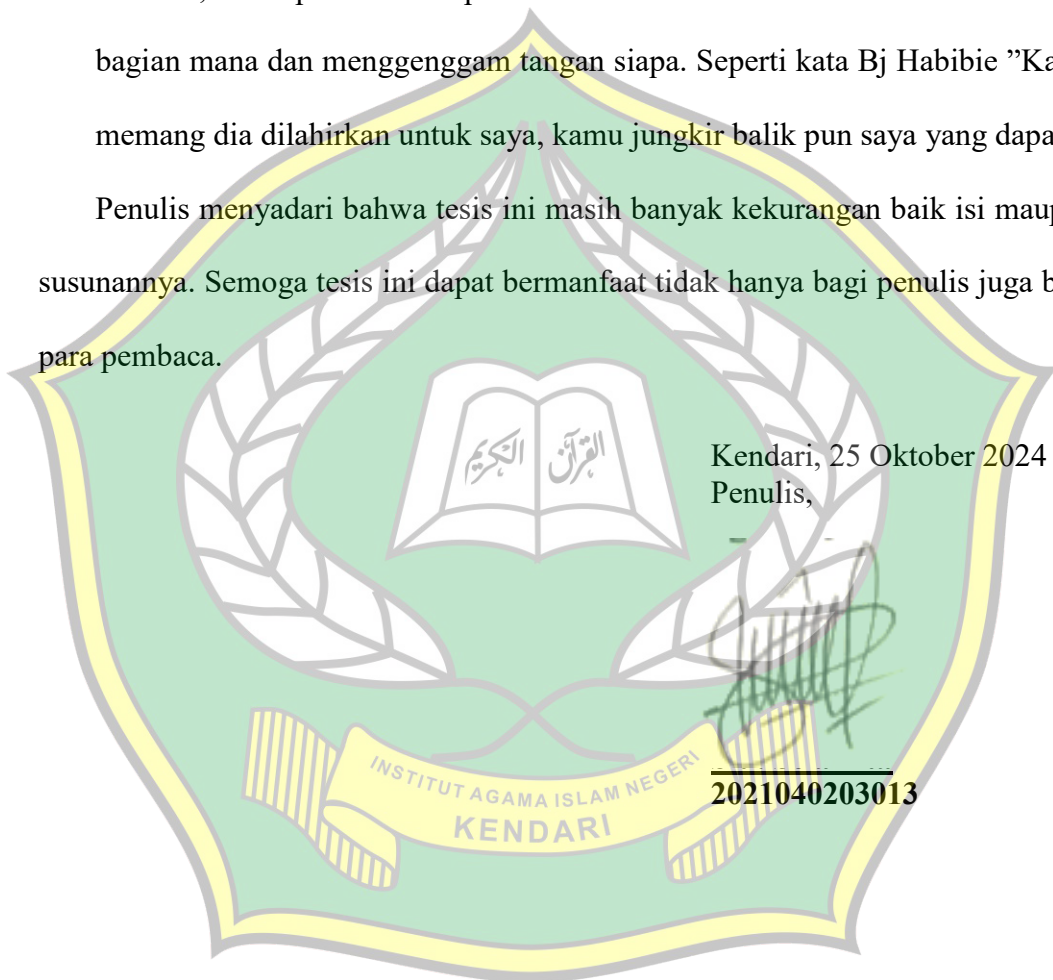 bagian mana dan menggenggam tangan siapa. Seperti kata Bj Habibie ”Ka
memang dia dilahirkan untuk saya, kamu jungkir balik pun saya yang dapa
Penulis menyadari bahwa tesis ini masih banyak kekurangan baik isi maup
susunannya. Semoga tesis ini dapat bermanfaat tidak hanya bagi penulis juga b
para pembaca.
القرآن الكريم
Kendari, 25 Oktober 2024
Penulis,
2021040203013
INSTITUT AGAMA ISLAM NEGERI
KENDARI